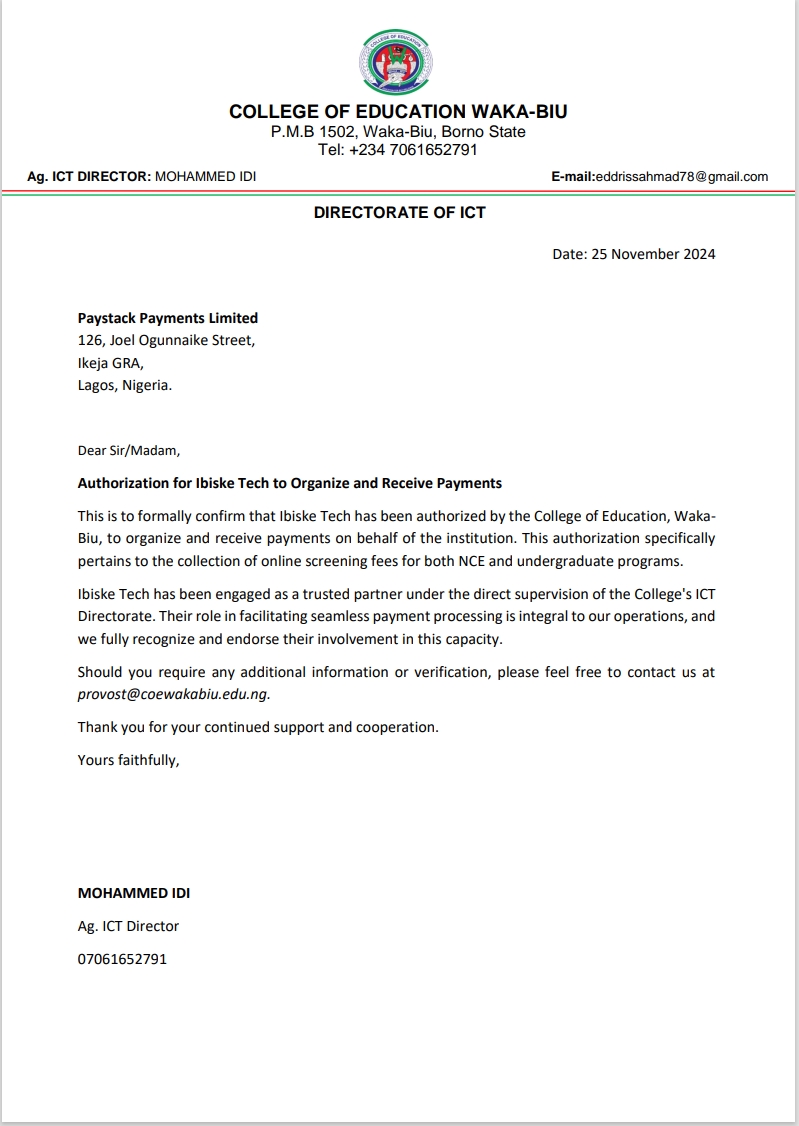 COLLEGE OF EDUCATION
COLLEGE OF EDUCATION WAKA-BIU
P.M.B 1502, Waka-Biu, Borno State
Tel: +234 7061652791
Ag. ICT DIRECTOR: MOHAMMED IDI
E-mail:eddrissahmad78@gmail.com
DIRECTORATE OF ICT
Date: 25 November 2024
Paystack Payments Limited
126, Joel Ogunnaike Street,
Ikeja GRA,
Lagos, Nigeria.
Dear Sir/Madam,
Authorization for Ibiske Tech to Organize and Receive Payments
This is to formally confirm that Ibiske Tech has been authorized by the College of Education, Waka-
Biu, to organize and receive payments on behalf of the institution. This authorization specifically
pertains to the collection of online screening fees for both NCE and undergraduate programs.
Ibiske Tech has been engaged as a trusted partner under the direct supervision of the College's ICT
Directorate. Their role in facilitating seamless payment processing is integral to our operations, and
we fully recognize and endorse their involvement in this capacity.
Should you require any additional information or verification, please feel free to contact us at
provost@coewakabiu.edu.ng.
Thank you for your continued support and cooperation.
Yours faithfully,
MOHAMMED IDI
Ag. ICT Director
07061652791